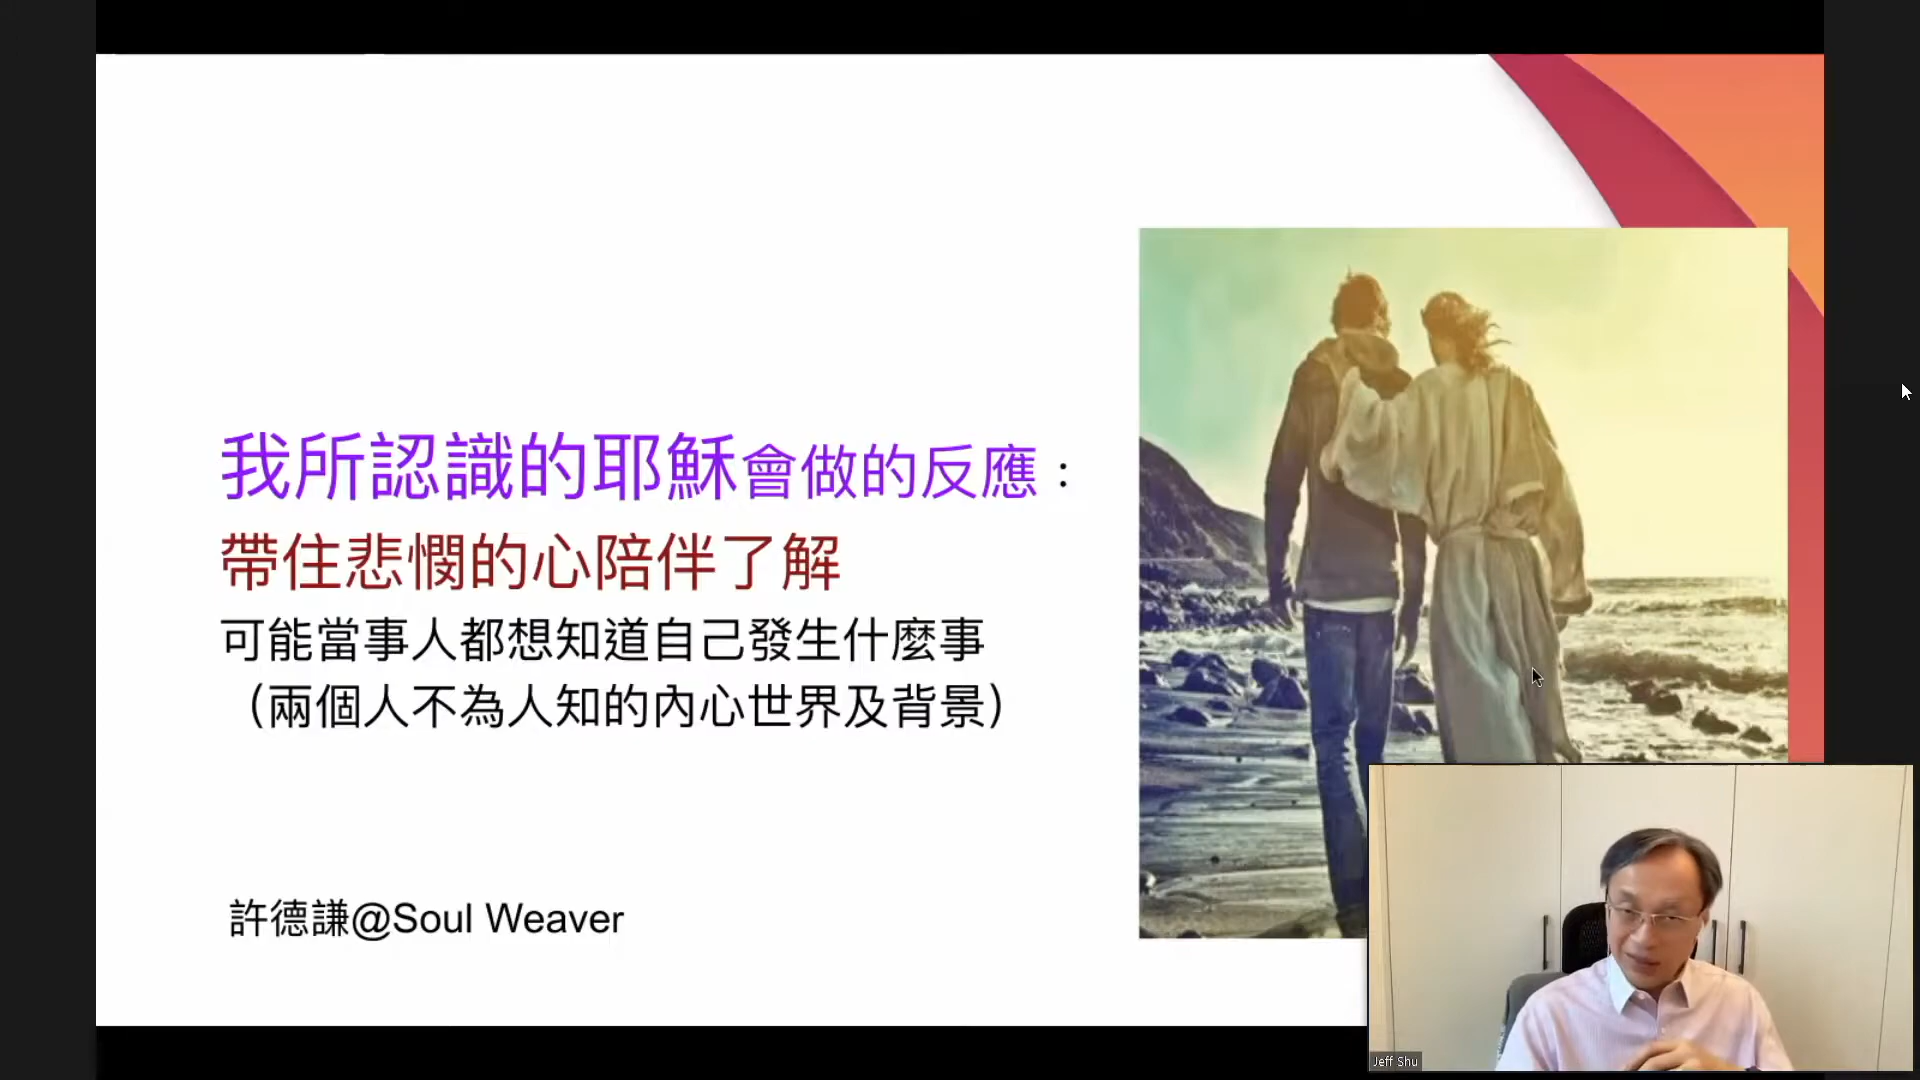 我所認識的耶穌會做的反應：
帶住悲憫的心陪伴了解
可能當事人都想知道自己發生什麼事
（兩個人不為人知的內心世界及背景）
許德謙@Soul Weaver
Jeff Shu